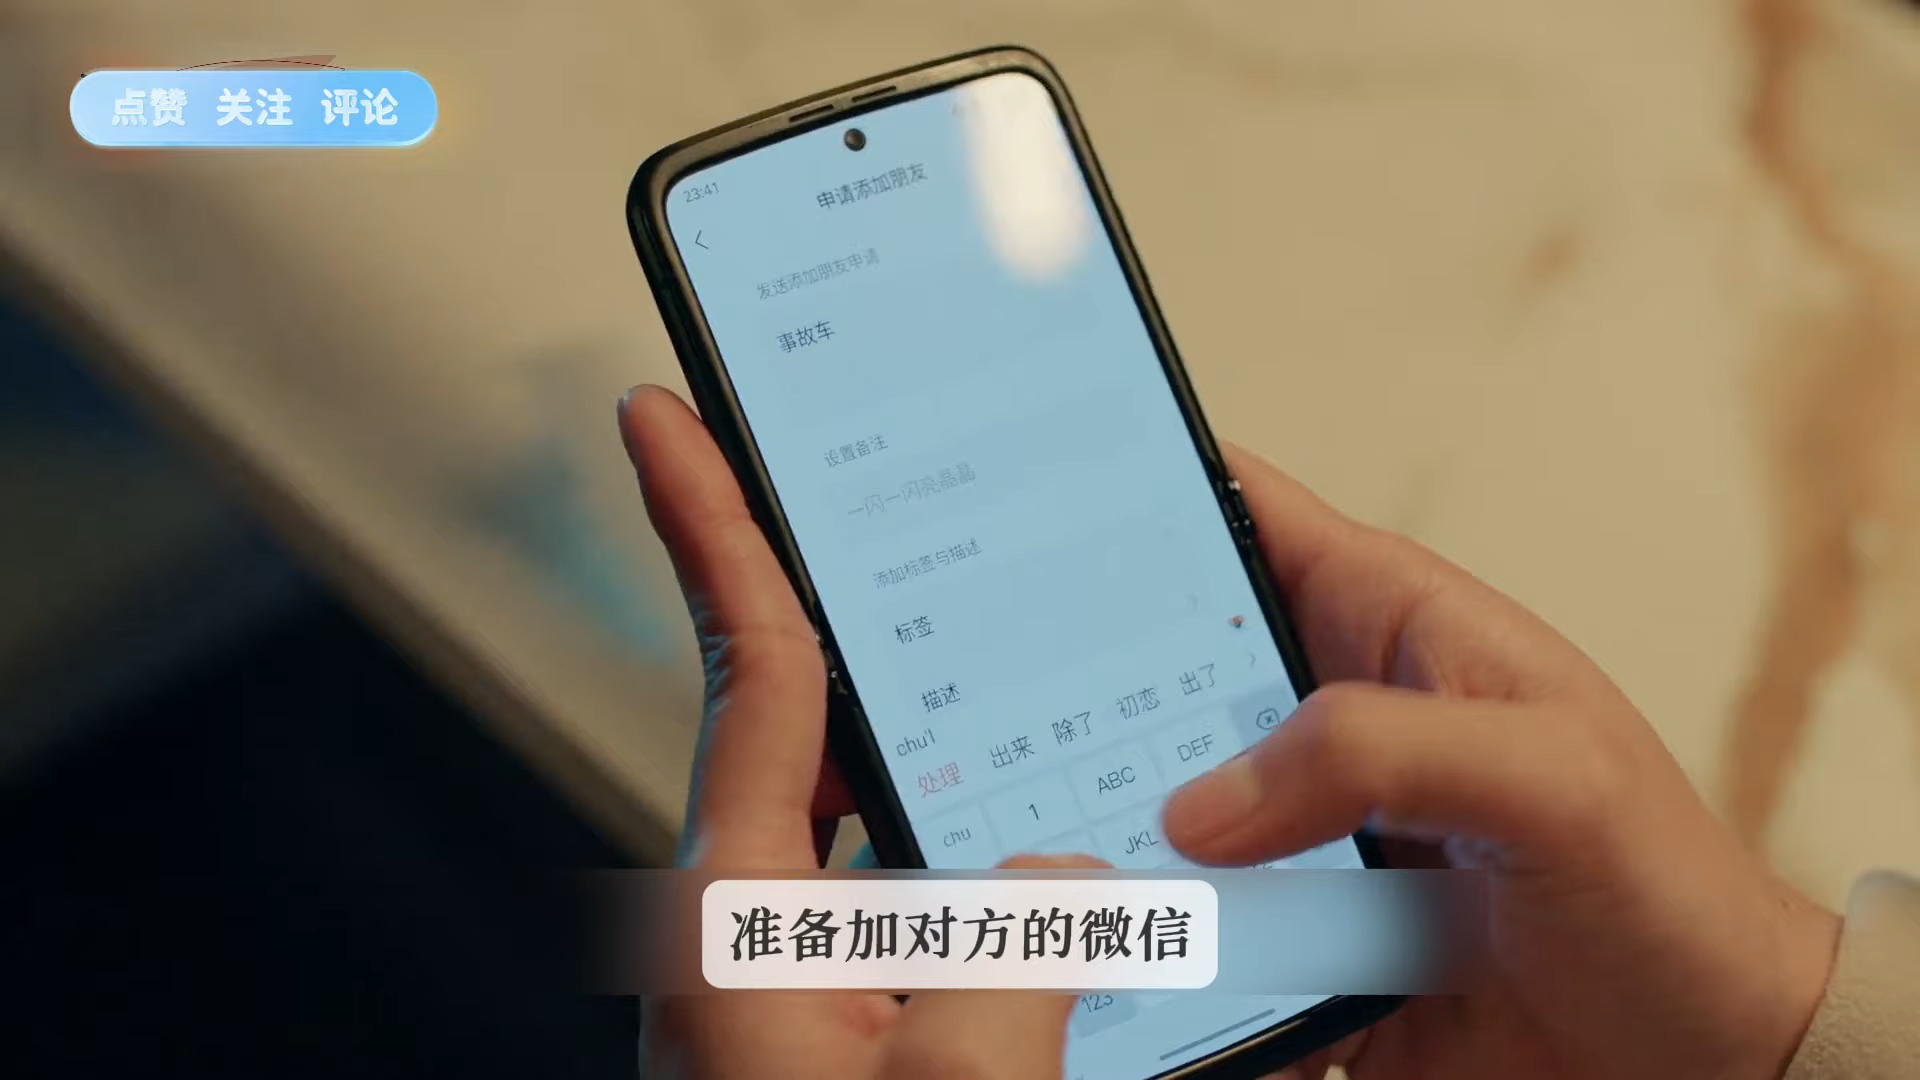 点赞 关注 评论
23:41
申请添加朋友
发送添加朋友申请
事故车
设置备注
一闪一闪亮晶晶
添加标签与描述
标签
描述
chu'l
处理 出来 除了 初恋 出了
chu 1 ABC DEF
JKL
准备加对方的微信
123